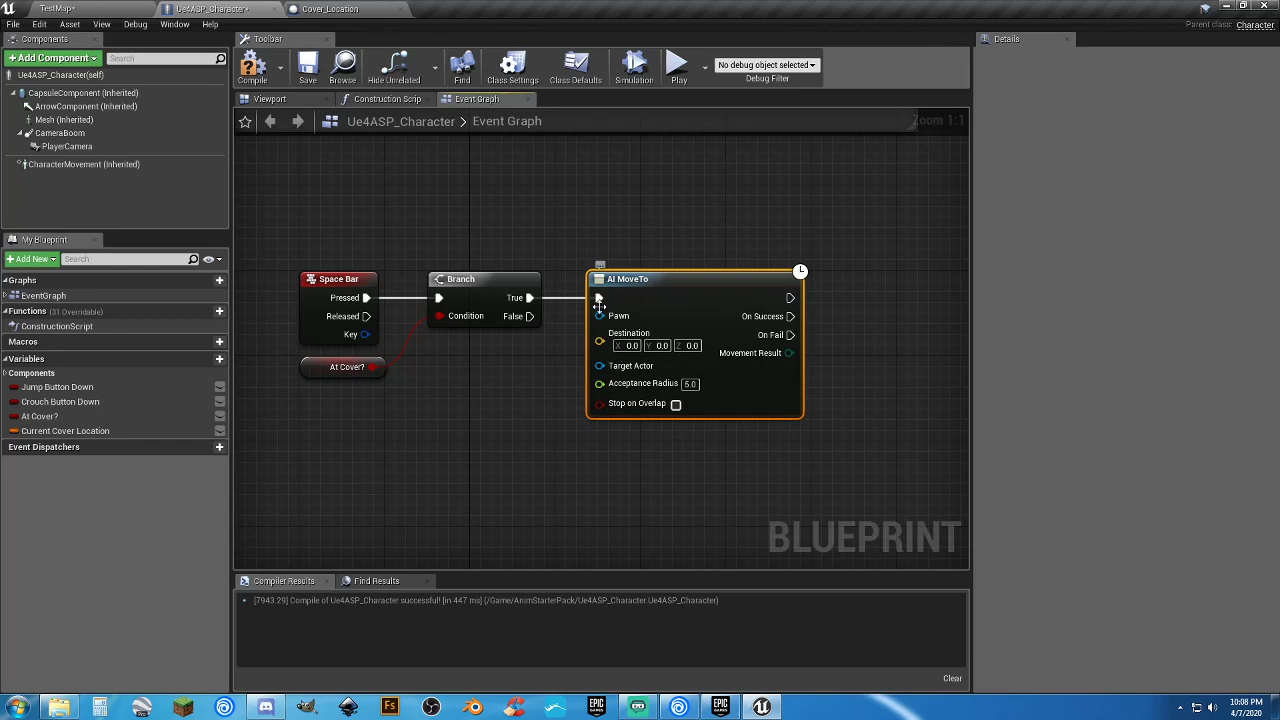 TestMap*
Ue4ASP_Character*
Cover_Location
File
Edit
Asset
View
Debug
Window
Help
Parent class: Character
Components
Toolbar
Details
+Add Component
Search
Ue4ASP_Character(self)
CapsuleComponent (Inherited)
ArrowComponent (Inherited)
Mesh (Inherited)
CameraBoom
PlayerCamera
CharacterMovement (Inherited)
Compile
Save
Browse
Hide Unrelated
Find
Class Settings
Class Defaults
Simulation
Play
No debug object selected
Debug Filter
Viewport
Construction Scrip
Event Graph
Ue4ASP_Character > Event Graph
Zoom 1:1
My Blueprint
+Add New
Search
Graphs
EventGraph
Functions (31 Overridable)
ConstructionScript
Macros
Variables
Components
Jump Button Down
Crouch Button Down
At Cover?
Current Cover Location
Event Dispatchers
Space Bar
Pressed
Released
Key
At Cover?
Branch
True
Condition
False
AI MoveTo
Pawn
On Success
Destination
X 0.0 Y 0.0 Z 0.0
On Fail
Movement Result
Target Actor
Acceptance Radius 5.0
Stop on Overlap
BLUEPRINT
Compiler Results
Find Results
[7943.29] Compile of Ue4ASP_Character successful! [in 447 ms] (/Game/AnimStarterPack/Ue4ASP_Character.Ue4ASP_Character)
Clear
10:08 PM
4/7/2020